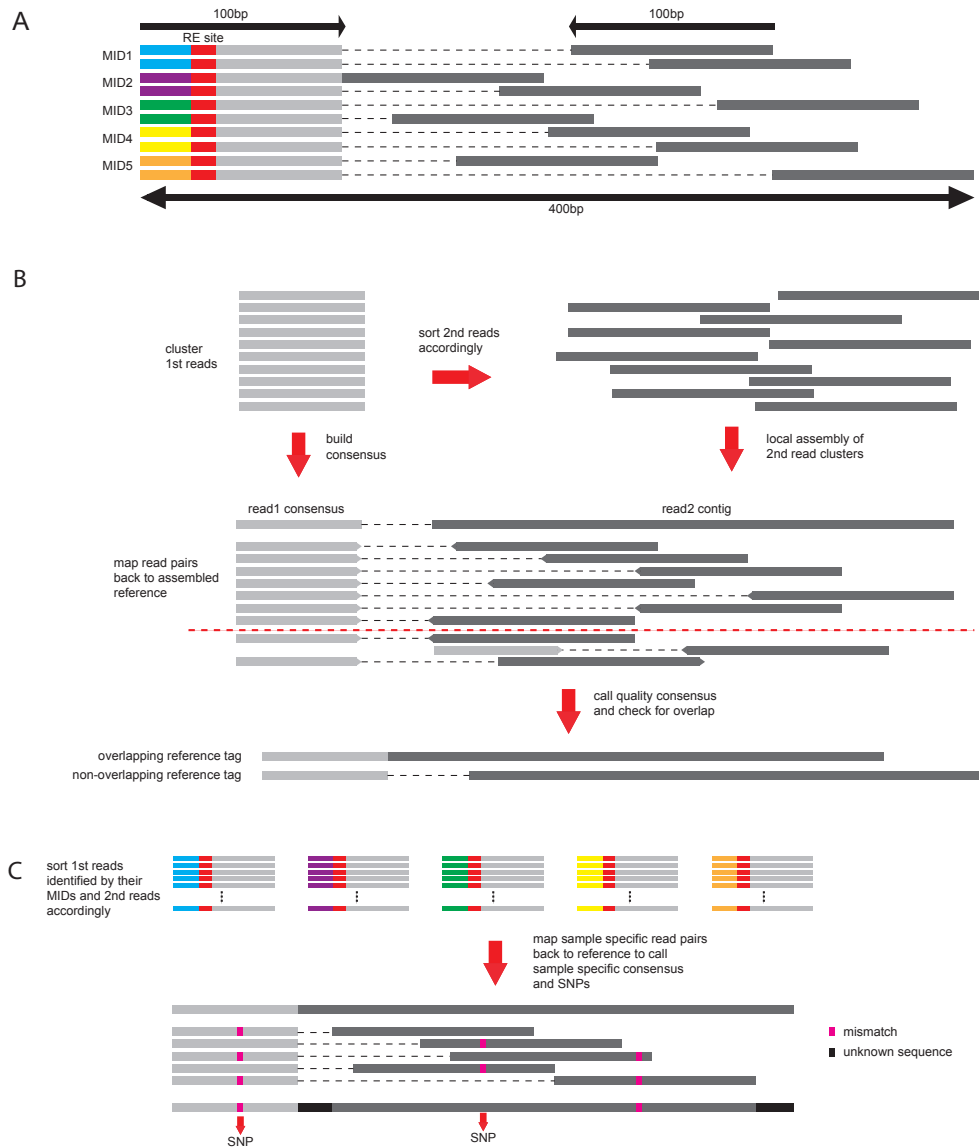 A
100bp
100bp
RE site
MID1
MID2
MID3
MID4
MID5
400bp
B
cluster
1st reads
sort 2nd reads
accordingly
build
consensus
local assembly of
2nd read clusters
read1 consensus
read2 contig
map read pairs
back to assembled
reference
call quality consensus
and check for overlap
overlapping reference tag
non-overlapping reference tag
C
sort 1st reads
identified by their
MIDs and 2nd reads
accordingly
map sample specific read pairs
back to reference to call
sample specific consensus
and SNPs
mismatch
unknown sequence
SNP
SNP